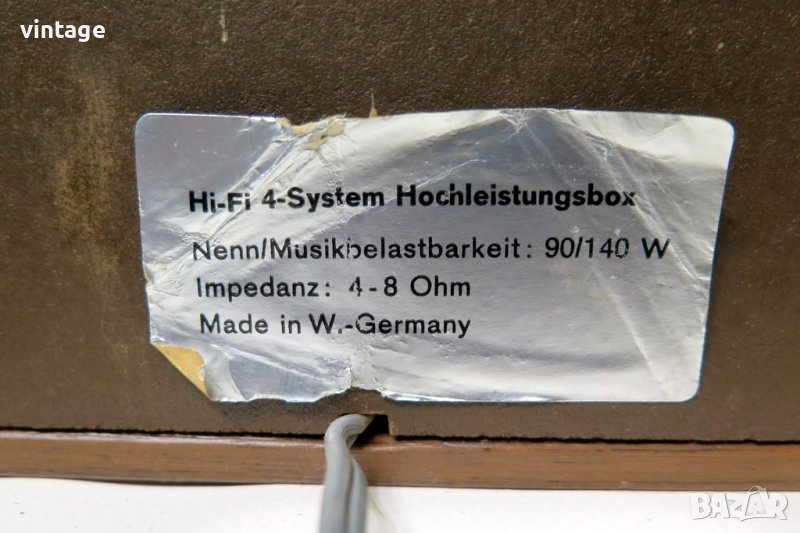 vintage
Hi-Fi 4-System Hochleistungsbox
Nenn/Musikbelastbarkeit: 90/140 W
Impedanz: 4-8 Ohm
Made in W.-Germany
BAZAR